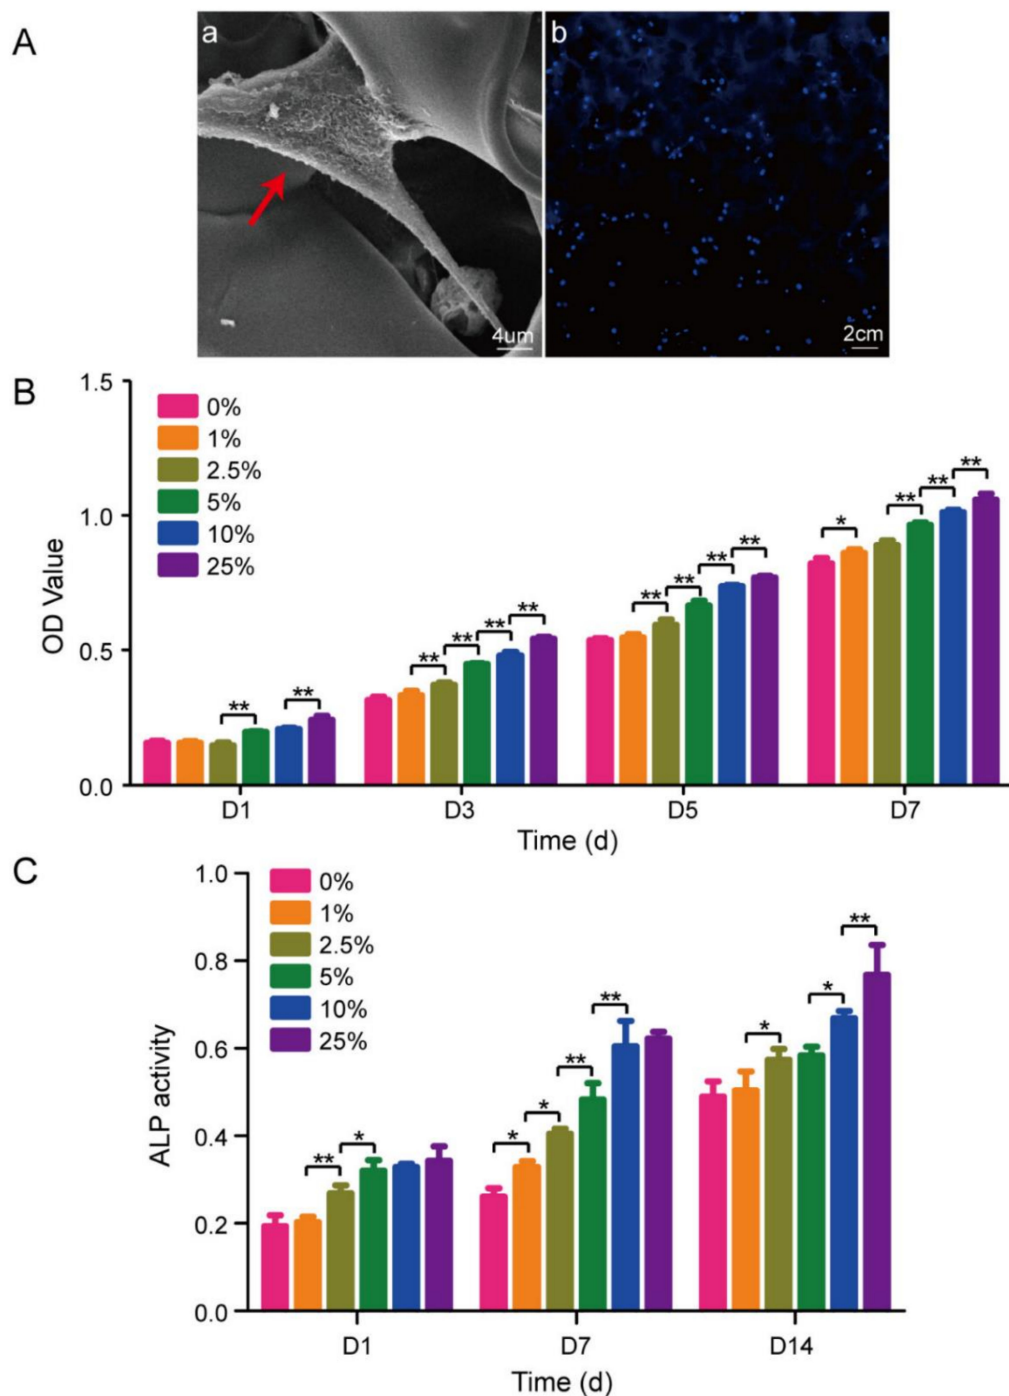 A
a
b
4um
2cm
B
1.5
1.0
0.5
0.0
OD Value
0%
1%
2.5%
5%
10%
25%
**
**
**
**
**
**
**
**
**
**
*
**
**
**
D1
D3
D5
D7
Time (d)
C
1.0
0.8
0.6
0.4
0.2
0.0
ALP activity
0%
1%
2.5%
5%
10%
25%
**
*
*
*
**
**
*
*
**
D1
D7
D14
Time (d)